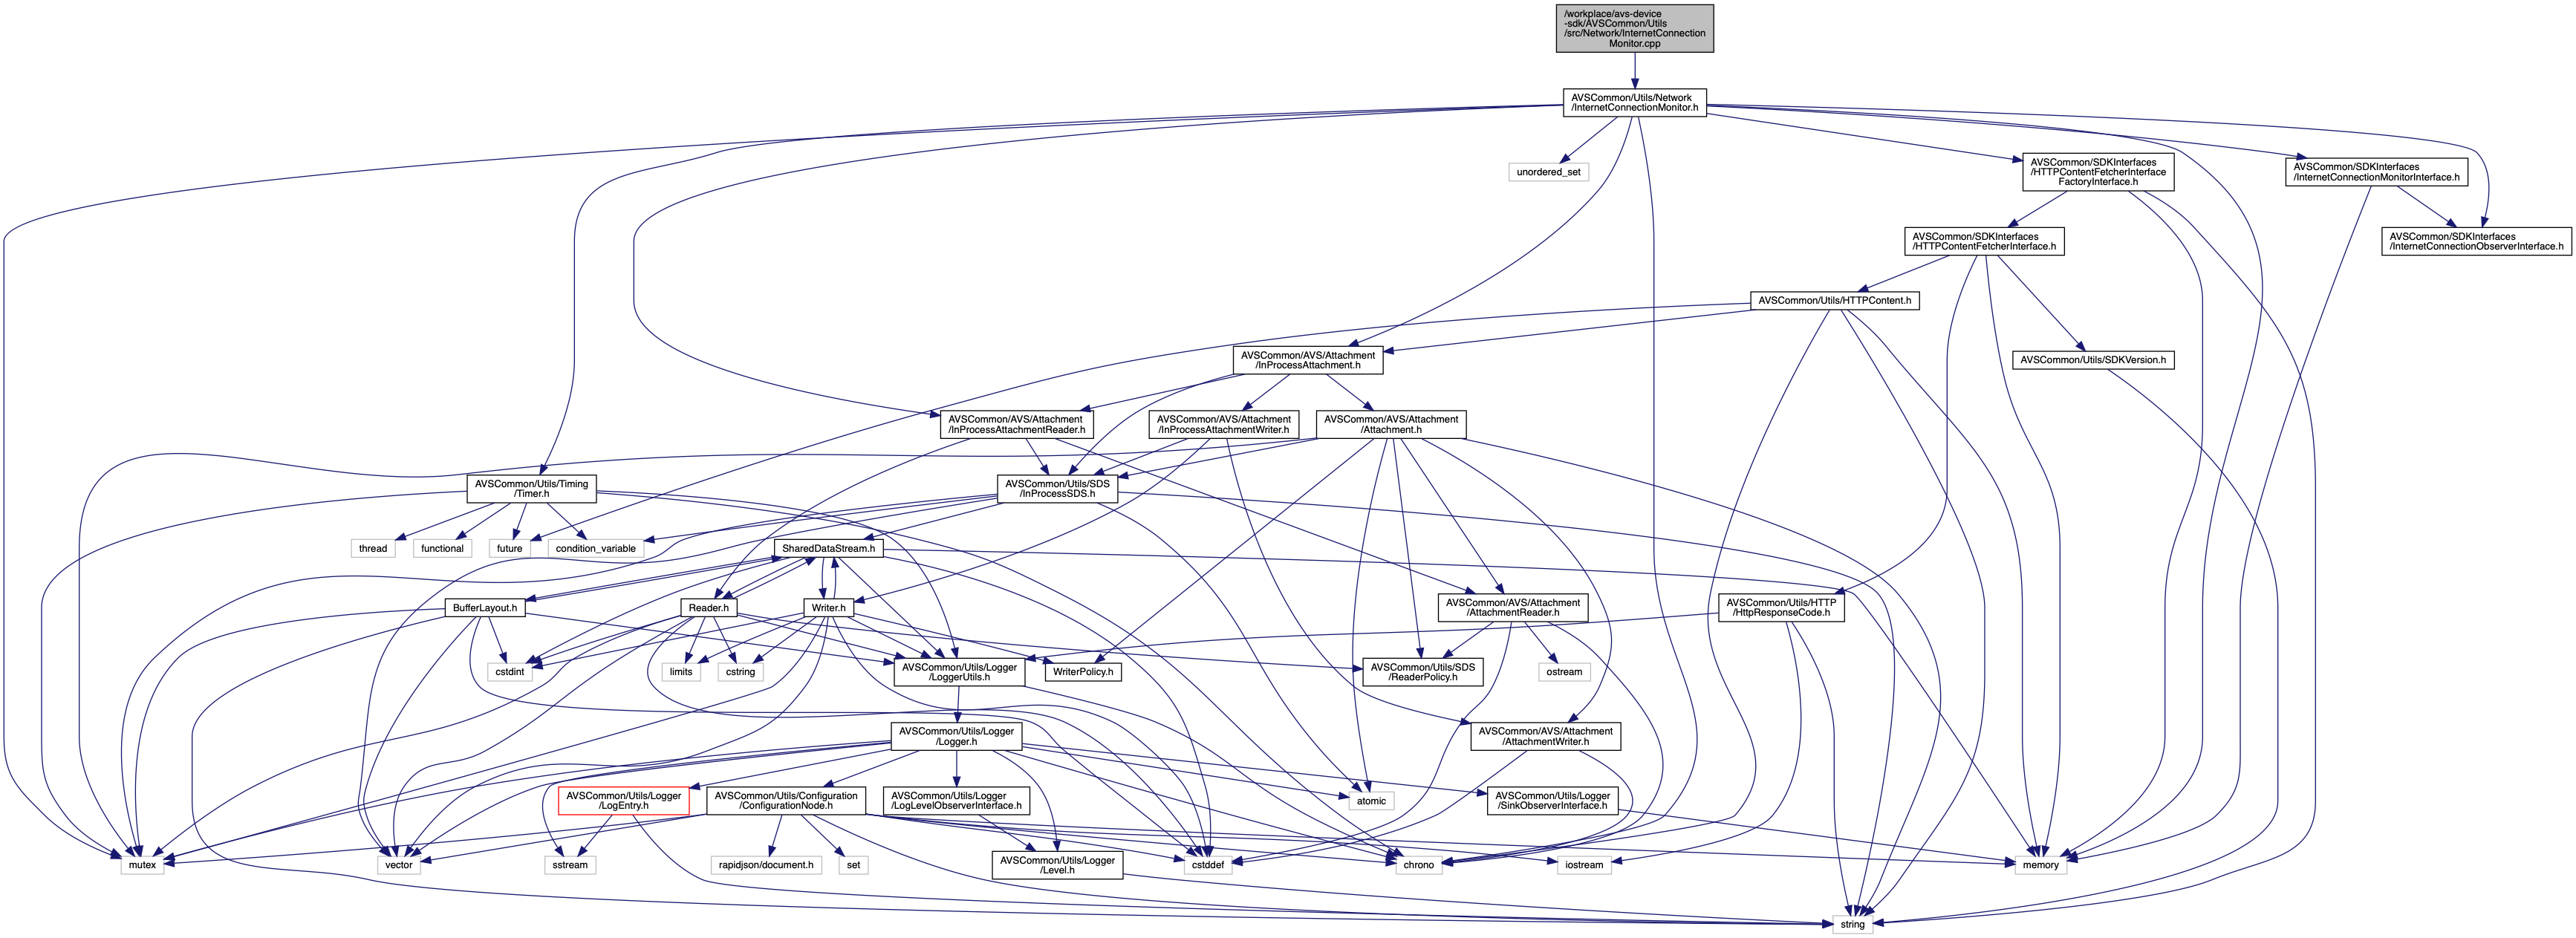 /workplace/avs-device
-sdk/AVSCommon/Utils
/src/Network/InternetConnection
Monitor.cpp
AVSCommon/Utils/Network
/InternetConnectionMonitor.h
unordered_set
AVSCommon/SDKInterfaces
/HTTPContentFetcherInterface
FactoryInterface.h
AVSCommon/SDKInterfaces
/InternetConnectionMonitorInterface.h
AVSCommon/SDKInterfaces
/HTTPContentFetcherInterface.h
AVSCommon/SDKInterfaces
/InternetConnectionObserverInterface.h
AVSCommon/Utils/HTTPContent.h
AVSCommon/AVS/Attachment
/InProcessAttachment.h
AVSCommon/Utils/SDKVersion.h
AVSCommon/AVS/Attachment
/InProcessAttachmentReader.h
AVSCommon/AVS/Attachment
/InProcessAttachmentWriter.h
AVSCommon/AVS/Attachment
/Attachment.h
AVSCommon/Utils/Timing
/Timer.h
AVSCommon/Utils/SDS
/InProcessSDS.h
thread
functional
future
condition_variable
SharedDataStream.h
BufferLayout.h
Reader.h
Writer.h
AVSCommon/AVS/Attachment
/AttachmentReader.h
AVSCommon/Utils/HTTP
/HttpResponseCode.h
cstdint
limits
cstring
AVSCommon/Utils/Logger
/LoggerUtils.h
WriterPolicy.h
AVSCommon/Utils/SDS
/ReaderPolicy.h
ostream
AVSCommon/Utils/Logger
/Logger.h
AVSCommon/AVS/Attachment
/AttachmentWriter.h
AVSCommon/Utils/Logger
/LogEntry.h
AVSCommon/Utils/Configuration
/ConfigurationNode.h
AVSCommon/Utils/Logger
/LogLevelObserverInterface.h
atomic
AVSCommon/Utils/Logger
/SinkObserverInterface.h
mutex
vector
sstream
rapidjson/document.h
set
AVSCommon/Utils/Logger
/Level.h
cstddef
chrono
iostream
memory
string